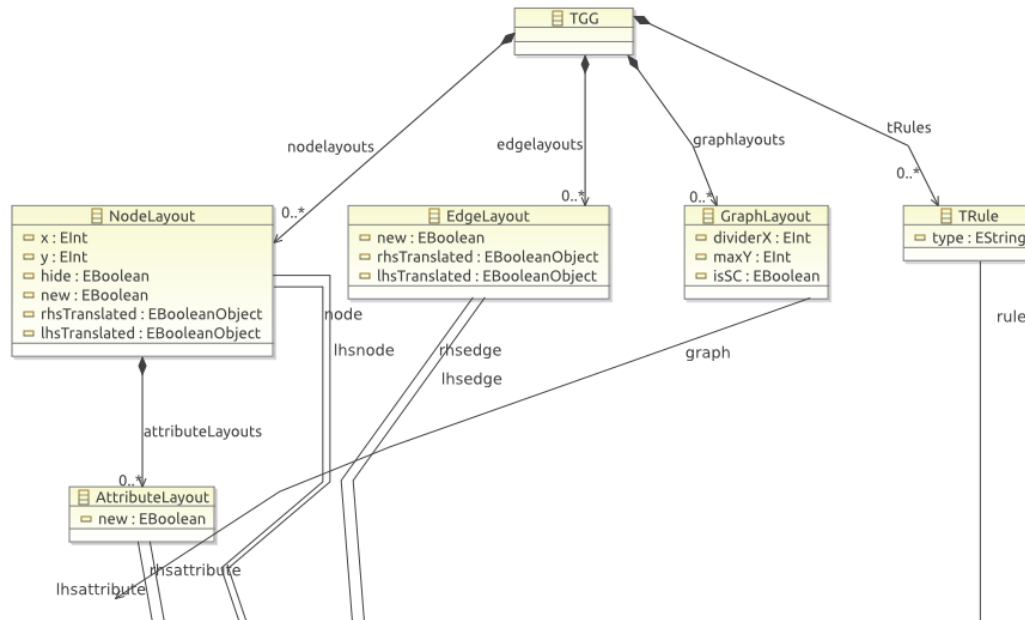 TGG
nodelayouts
edgelayouts
graphlayouts
tRules
0..*
0..*
0..*
0..*
NodeLayout
x : EInt
y : EInt
hide : EBoolean
new : EBoolean
rhsTranslated : EBooleanObject
lhsTranslated : EBooleanObject
EdgeLayout
new : EBoolean
rhsTranslated : EBooleanObject
lhsTranslated : EBooleanObject
GraphLayout
dividerX : EInt
maxY : EInt
isSC : EBoolean
TRule
type : EString
node
lhsnode
rhsedge
lhsedge
graph
rule
attributeLayouts
0..*
AttributeLayout
new : EBoolean
rhsattribute
lhsattribute